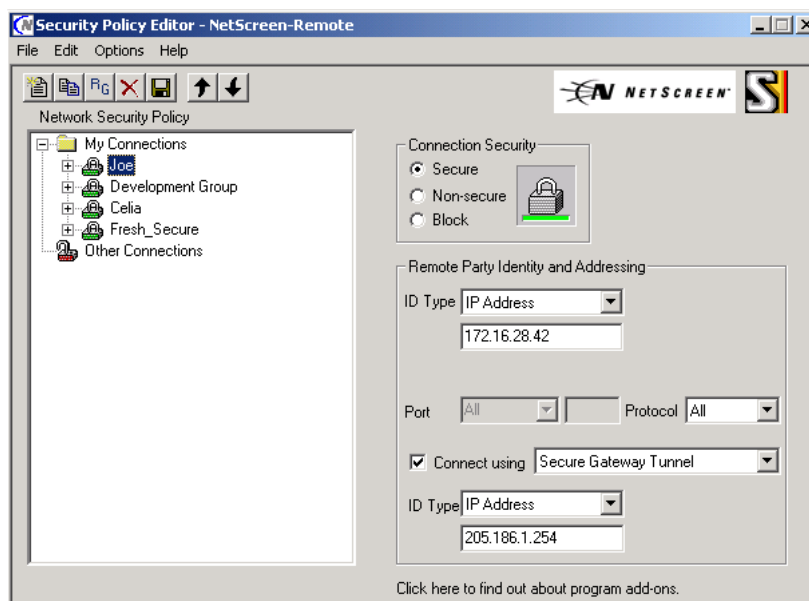 Security Policy Editor - NetScreen-Remote
File Edit Options Help
RG
NETSCREEN
Network Security Policy
My Connections
Joe
Development Group
Celia
Fresh_Secure
Other Connections
Connection Security
Secure
Non-secure
Block
Remote Party Identity and Addressing
ID Type IP Address
172.16.28.42
Port All Protocol All
Connect using Secure Gateway Tunnel
ID Type IP Address
205.186.1.254
Click here to find out about program add-ons.